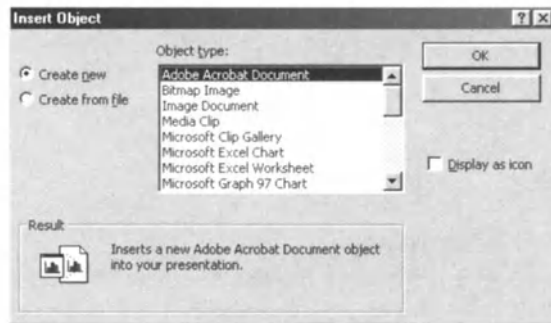 Insert Object
Object type:
Create new
Create from file
Adobe Acrobat Document
Bitmap Image
Image Document
Media Clip
Microsoft Clip Gallery
Microsoft Excel Chart
Microsoft Excel Worksheet
Microsoft Graph 97 Chart
OK
Cancel
Display as icon
Result
Inserts a new Adobe Acrobat Document object
into your presentation.